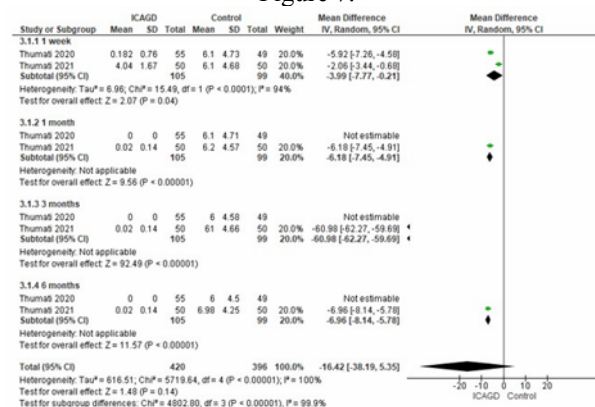 Figure 7.
ICAGD Control Mean Difference Mean Difference
Study or Subgroup Mean SD Total Mean SD Total Weight IV, Random, 95% CI IV, Random, 95% CI
3.1.1 1 week
Thumati 2020 0.182 0.76 55 6.1 4.73 49 20.0% -5.92 [-7.26, -4.58]
Thumati 2021 4.04 1.67 50 6.1 4.68 50 20.0% -2.06 [-3.44, -0.68]
Subtotal (95% CI) 105 99 40.0% -3.99 [-7.77, -0.21]
Heterogeneity: Tau² = 6.96; Chi² = 15.49, df = 1 (P < 0.0001); I² = 94%
Test for overall effect: Z = 2.07 (P = 0.04)
3.1.2 1 month
Thumati 2020 0 0 55 6.1 4.71 49 Not estimable
Thumati 2021 0.02 0.14 50 6.2 4.57 50 20.0% -6.18 [-7.45, -4.91]
Subtotal (95% CI) 105 99 20.0% -6.18 [-7.45, -4.91]
Heterogeneity: Not applicable
Test for overall effect: Z = 9.56 (P < 0.00001)
3.1.3 3 months
Thumati 2020 0 0 55 6 4.58 49 Not estimable
Thumati 2021 0.02 0.14 50 61 4.66 50 20.0% -60.98 [-62.27, -59.69]
Subtotal (95% CI) 105 99 20.0% -60.98 [-62.27, -59.69]
Heterogeneity: Not applicable
Test for overall effect: Z = 92.49 (P < 0.00001)
3.1.4 6 months
Thumati 2020 0 0 55 6 4.5 49 Not estimable
Thumati 2021 0.02 0.14 50 6.98 4.25 50 20.0% -6.96 [-8.14, -5.78]
Subtotal (95% CI) 105 99 20.0% -6.96 [-8.14, -5.78]
Heterogeneity: Not applicable
Test for overall effect: Z = 11.57 (P < 0.00001)
Total (95% CI) 420 396 100.0% -16.42 [-38.19, 5.35]
Heterogeneity: Tau² = 616.51; Chi² = 5719.64, df = 4 (P < 0.00001); I² = 100%
Test for overall effect: Z = 1.48 (P = 0.14)
Test for subgroup differences: Chi² = 4802.80, df = 3 (P < 0.00001), I² = 99.9%
-20 -10 0 10 20
ICAGD Control